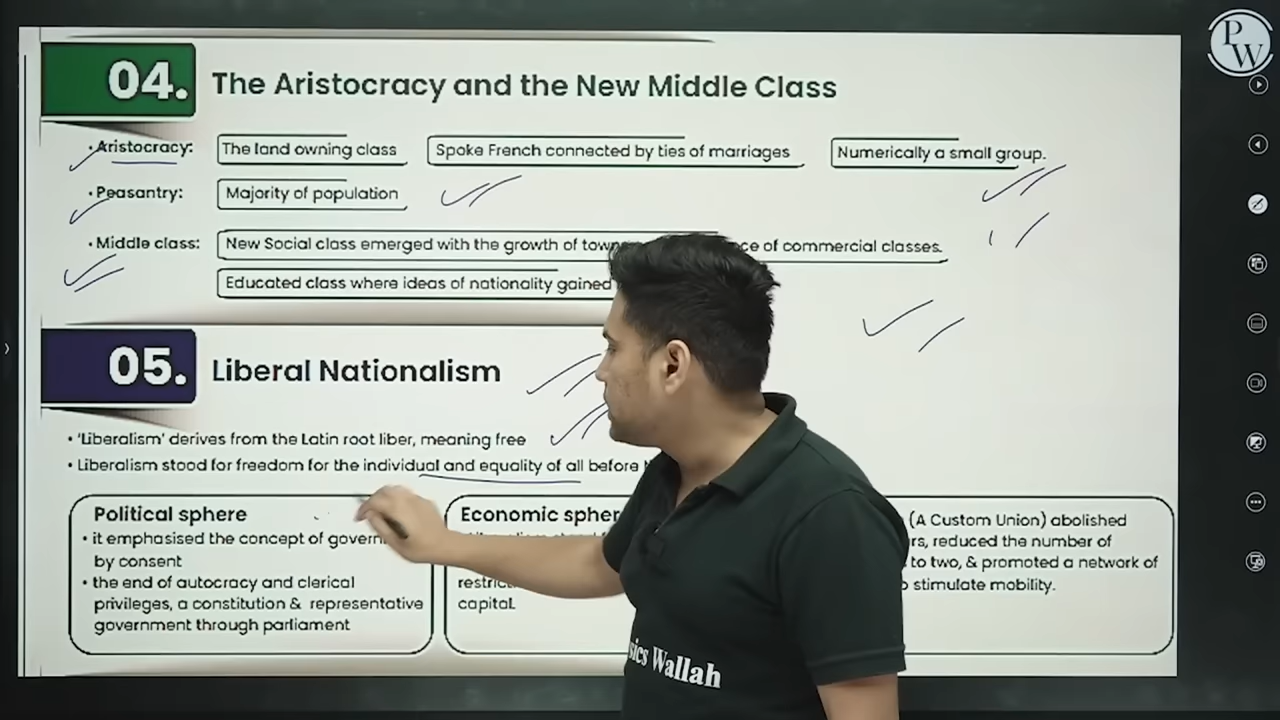 PW
04. The Aristocracy and the New Middle Class
• Aristocracy: The land owning class Spoke French connected by ties of marriages Numerically a small group.
• Peasantry: Majority of population
• Middle class: New Social class emerged with the growth of ce of commercial classes.
Educated class where ideas of nationality gained
05. Liberal Nationalism
• 'Liberalism' derives from the Latin root liber, meaning free
• Liberalism stood for freedom for the individual and equality of all before
Political sphere
• it emphasised the concept of govern
by consent
• the end of autocracy and clerical
privileges, a constitution & representative
government through parliament
Economic spher
restric
capital.
(A Custom Union) abolished
rs, reduced the number of
to two, & promoted a network of
stimulate mobility.
sics Wallah